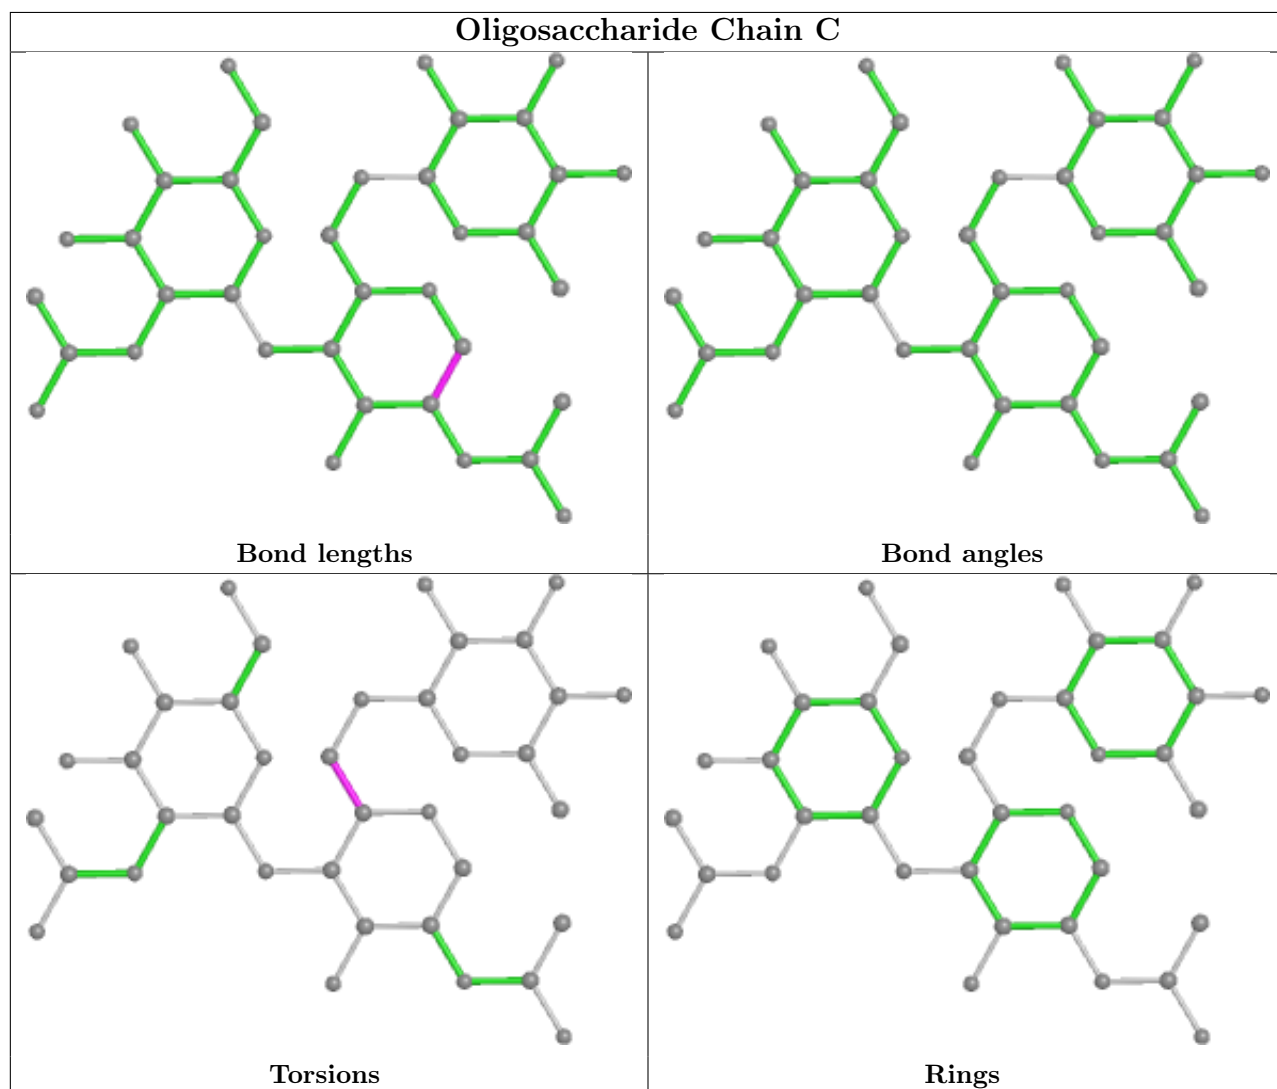 Oligosaccharide Chain C
Bond lengths
Bond angles
Torsions
Rings